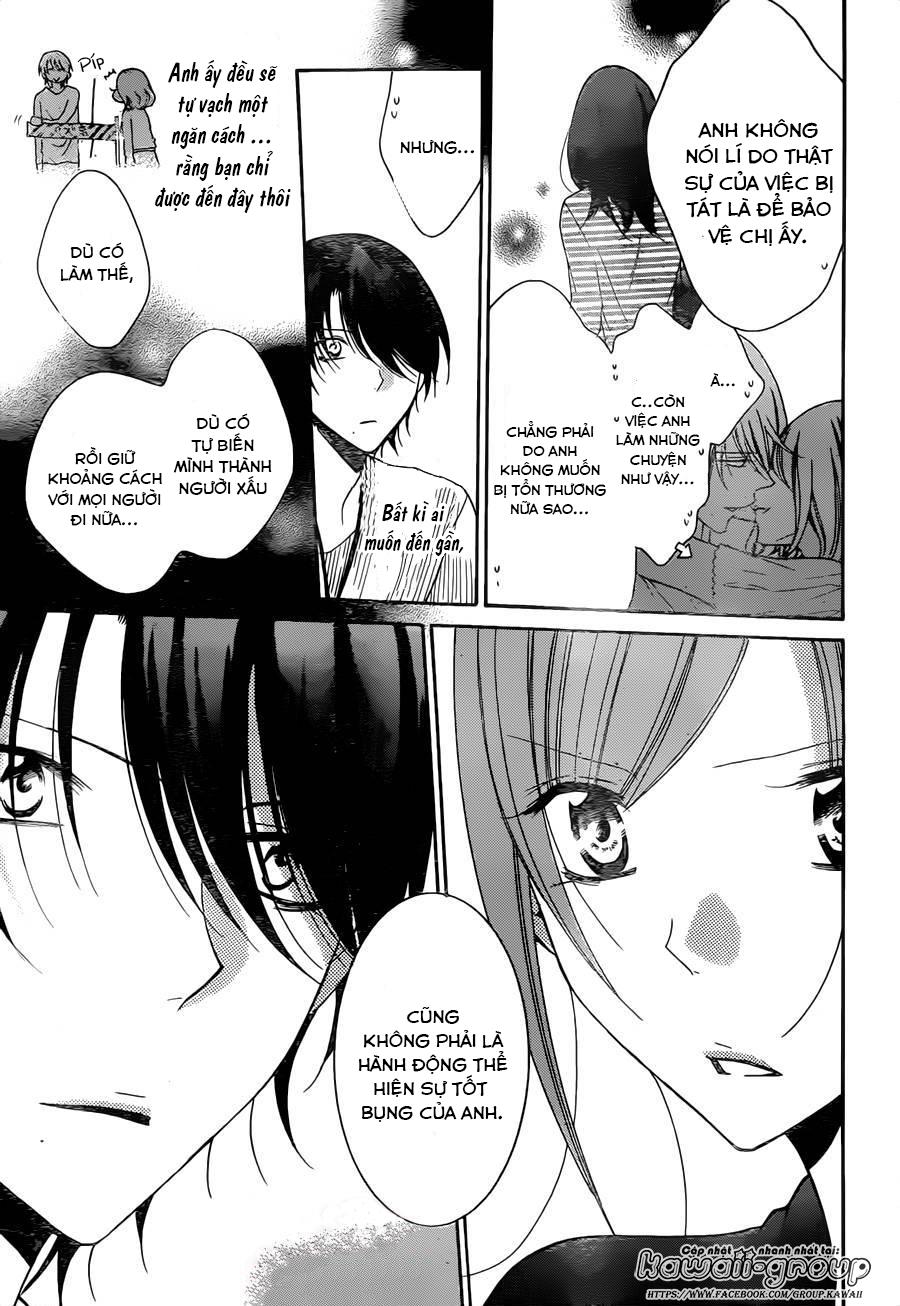 ANH KHÔNG
NÓI LÍ DO THẬT
SỰ CỦA VIỆC BỊ
TÁT LÀ ĐỂ BẢO
VỆ CHỊ ẤY.
À...
C..CÒN
VIỆC ANH
LÀM NHỮNG
CHUYỆN
NHƯ VẬY...
CHẲNG PHẢI
DO ANH
KHÔNG MUỐN
BỊ TỔN THƯƠNG
NỮA SAO...
NHƯNG...
Bất kì ai
muốn đến gần,
Anh ấy đều sẽ
tự vạch một
ngăn cách ...
rằng bạn chỉ
được đến đây thôi
Píp
DÙ CÓ
LÀM THẾ,
DÙ CÓ
TỰ BIẾN
MÌNH THÀNH
NGƯỜI XẤU
RỒI GIỮ
KHOẢNG CÁCH
VỚI MỌI NGƯỜI
ĐI NỮA...
CŨNG
KHÔNG PHẢI LÀ
HÀNH ĐỘNG THỂ
HIỆN SỰ TỐT
BỤNG CỦA ANH.
Cập nhật nhanh nhất tại:
kawaii-group
HTTPS://WWW.FACEBOOK.COM/GROUP.KAWAII